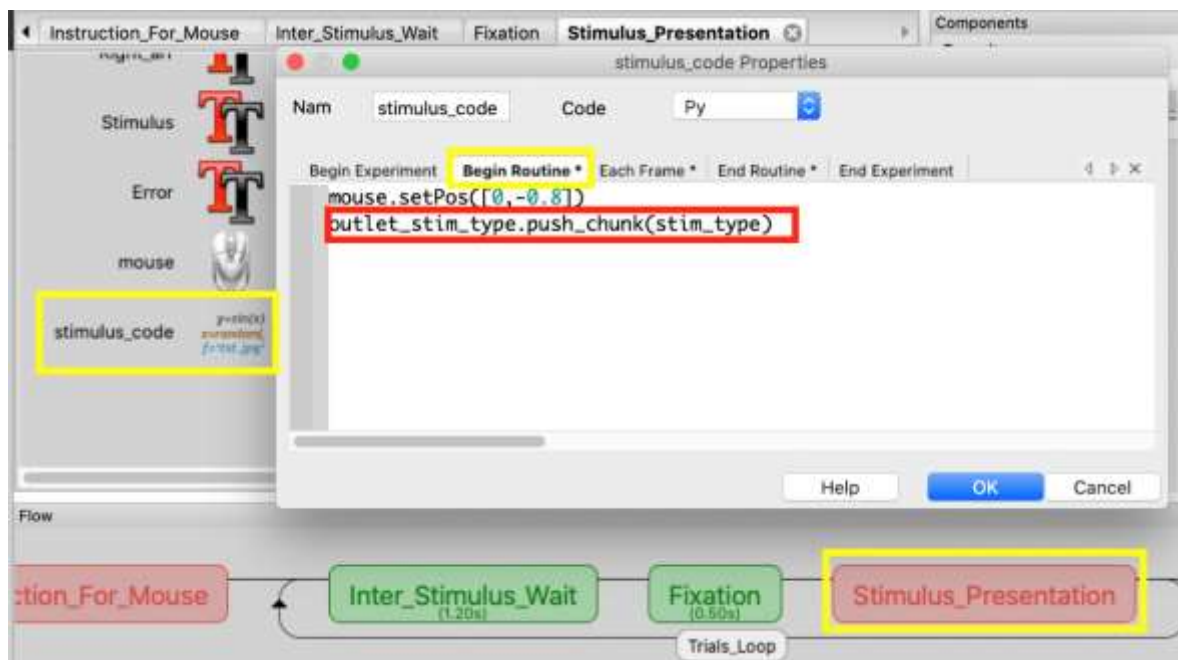 Instruction_For_Mouse Inter_Stimulus_Wait Fixation Stimulus_Presentation
Components
stimulus_code Properties
Nam stimulus_code Code Py
Stimulus
Begin Experiment Begin Routine * Each Frame * End Routine * End Experiment
mouse.setPos([0,-0.8])
outlet_stim_type.push_chunk(stim_type)
Error
mouse
stimulus_code
Help OK Cancel
Flow
ction_For_Mouse Inter_Stimulus_Wait Fixation Stimulus_Presentation
(1.20s) (0.50s)
Trials_Loop